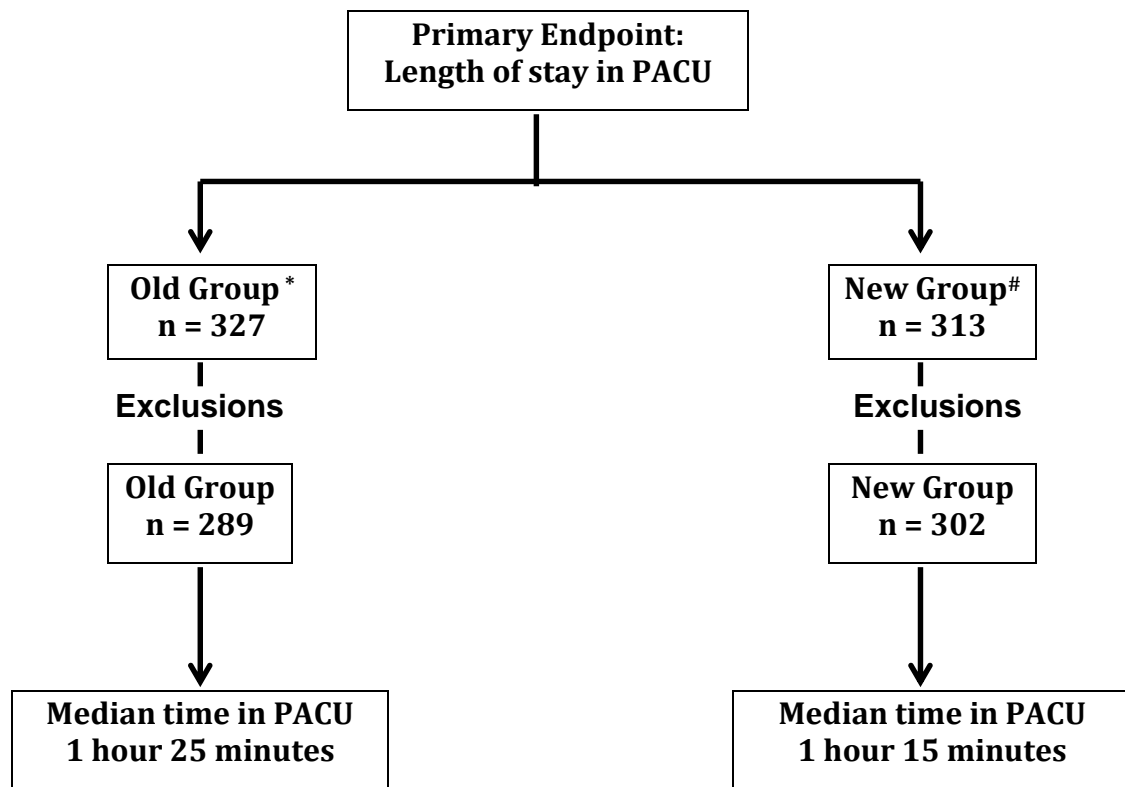 Primary Endpoint:
Length of stay in PACU
Old Group *
n = 327
New Group#
n = 313
Exclusions
Exclusions
Old Group
n = 289
New Group
n = 302
Median time in PACU
1 hour 25 minutes
Median time in PACU
1 hour 15 minutes